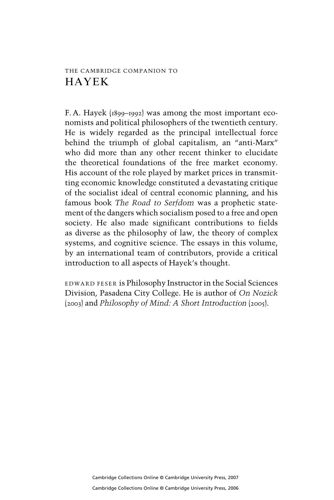 THE CAMBRIDGE COMPANION TO
HAYEK
F. A. Hayek (1899–1992) was among the most important eco-
nomists and political philosophers of the twentieth century.
He is widely regarded as the principal intellectual force
behind the triumph of global capitalism, an "anti-Marx"
who did more than any other recent thinker to elucidate
the theoretical foundations of the free market economy.
His account of the role played by market prices in transmit-
ting economic knowledge constituted a devastating critique
of the socialist ideal of central economic planning, and his
famous book The Road to Serfdom was a prophetic state-
ment of the dangers which socialism posed to a free and open
society. He also made significant contributions to fields
as diverse as the philosophy of law, the theory of complex
systems, and cognitive science. The essays in this volume,
by an international team of contributors, provide a critical
introduction to all aspects of Hayek's thought.
EDWARD FESER is Philosophy Instructor in the Social Sciences
Division, Pasadena City College. He is author of On Nozick
(2003) and Philosophy of Mind: A Short Introduction (2005).
Cambridge Collections Online © Cambridge University Press, 2007
Cambridge Collections Online © Cambridge University Press, 2006